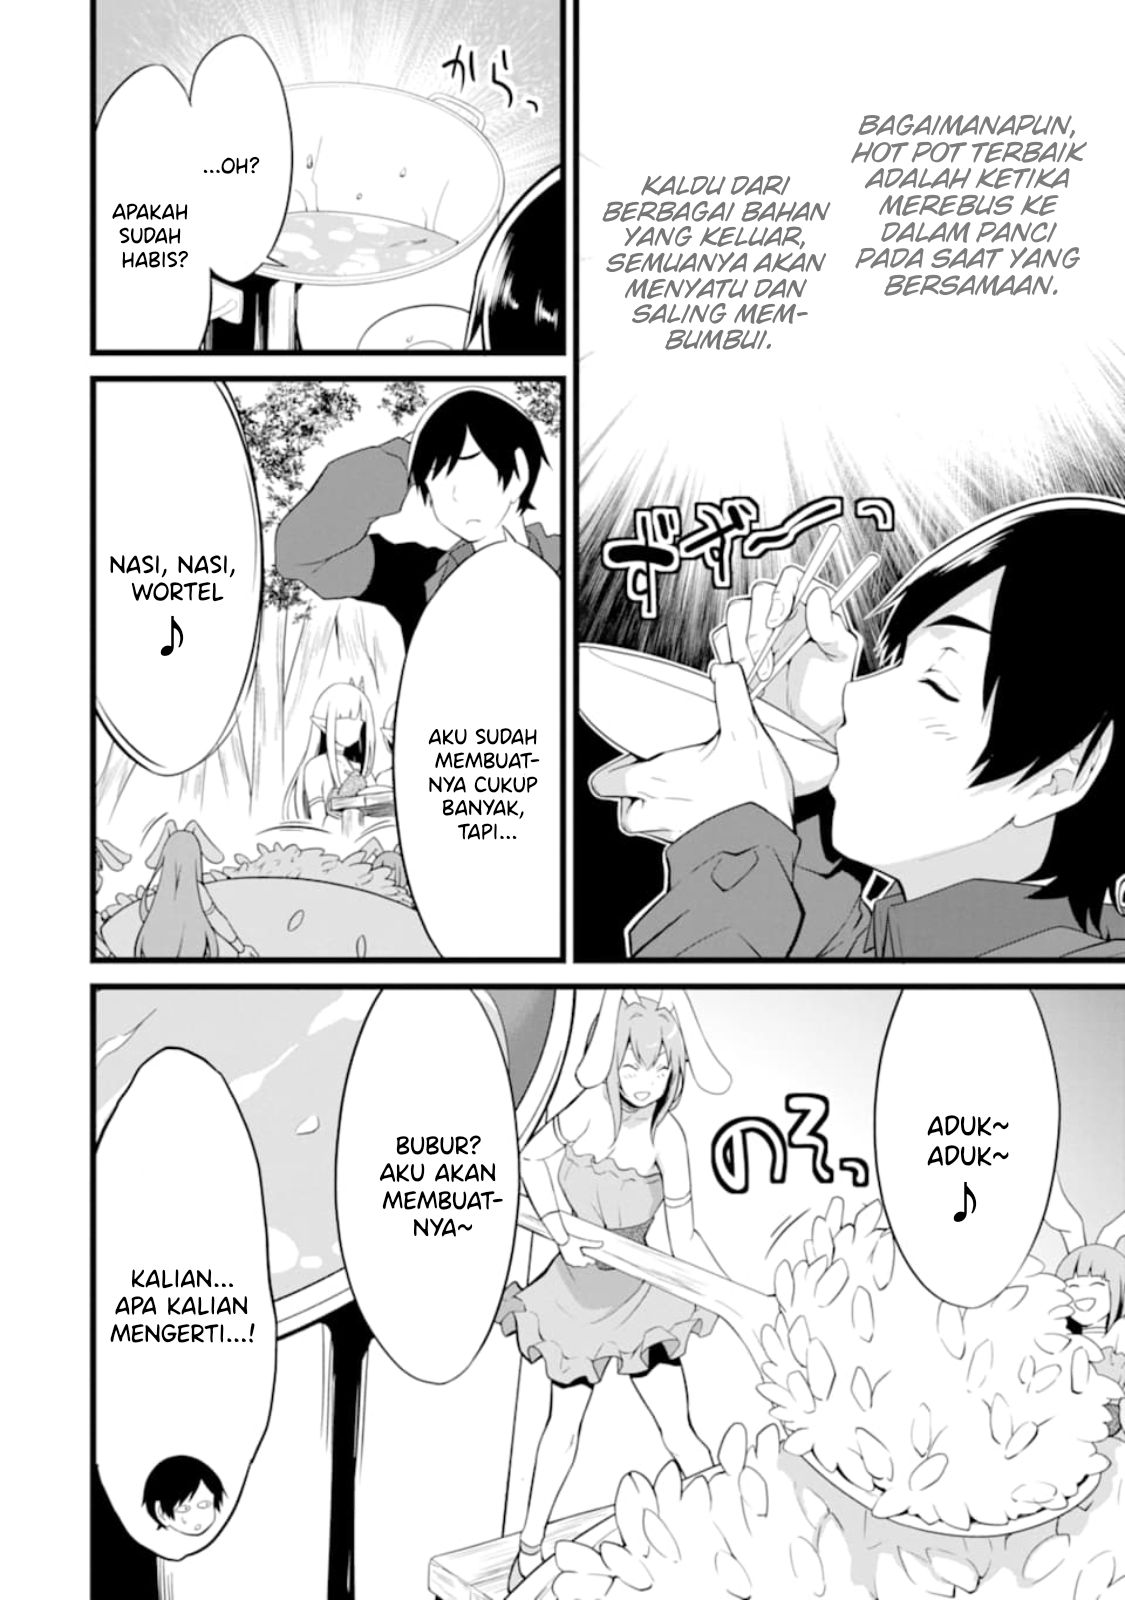 BAGAIMANAPUN,
HOT POT TERBAIK
ADALAH KETIKA
MEREBUS KE
DALAM PANCI
PADA SAAT YANG
BERSAMAAN.
KALDU DARI
BERBAGAI BAHAN
YANG KELUAR,
SEMUANYA AKAN
MENYATU DAN
SALING MEM-
BUMBUI.
ずず〜っ
から、
...OH?
APAKAH
SUDAH
HABIS?
AKU SUDAH
MEMBUAT-
NYA CUKUP
BANYAK,
TAPI...
NASI, NASI,
WORTEL
♪
ADUK~
ADUK~
♪
のそっ
BUBUR?
AKU AKAN
MEMBUAT-
NYA~
KALIAN...
APA KALIAN
MENGERTI...!